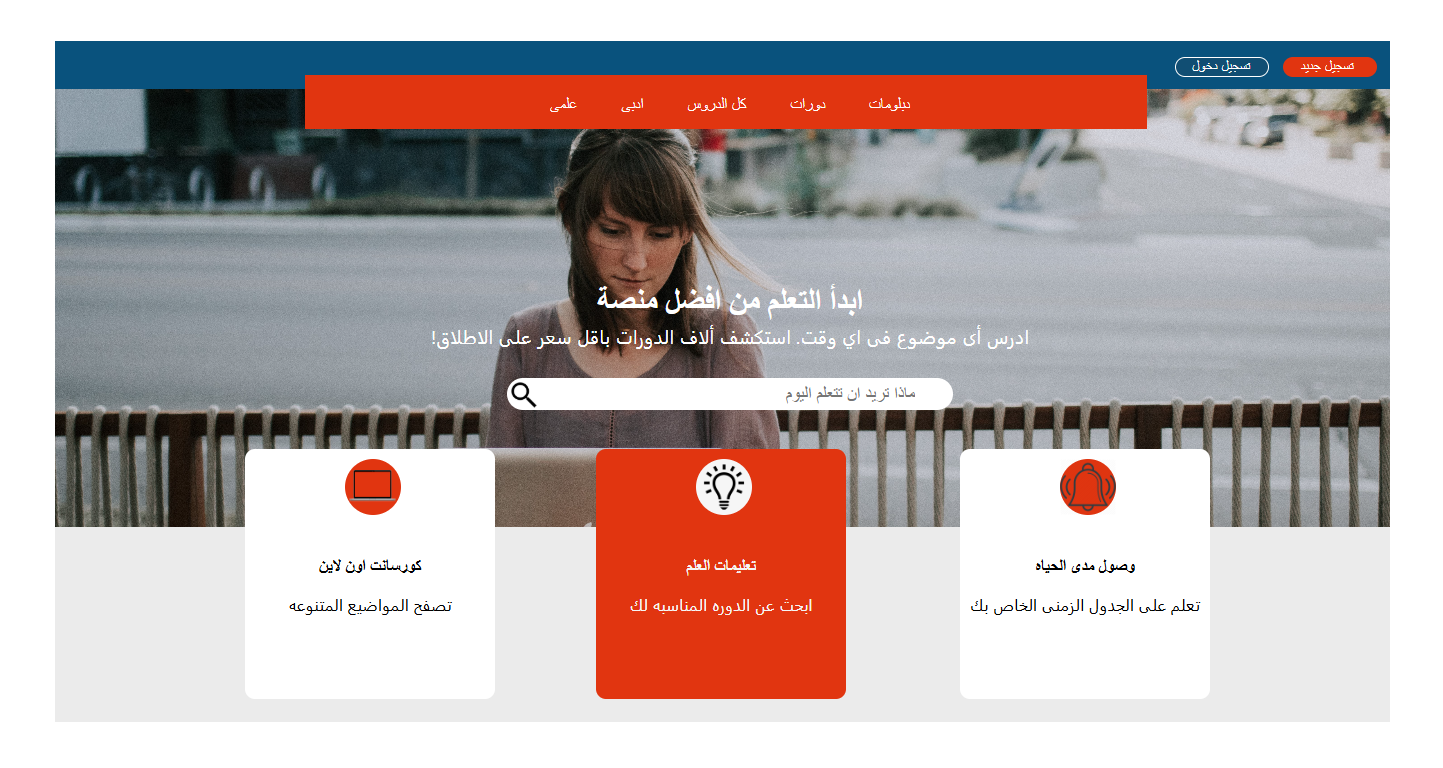 تسجيل جديد تسجيل دخول
دبلومات دورات كل الدروس ادبى علمى
ابدأ التعلم من افضل منصة
ادرس أى موضوع فى اي وقت. استكشف ألاف الدورات باقل سعر على الاطلاق!
ماذا تريد ان تتعلم اليوم
وصول مدى الحياه
تعلم على الجدول الزمنى الخاص بك
تعليمات العلم
ابحث عن الدوره المناسبه لك
كورسانت اون لاين
تصفح المواضيع المتنوعه